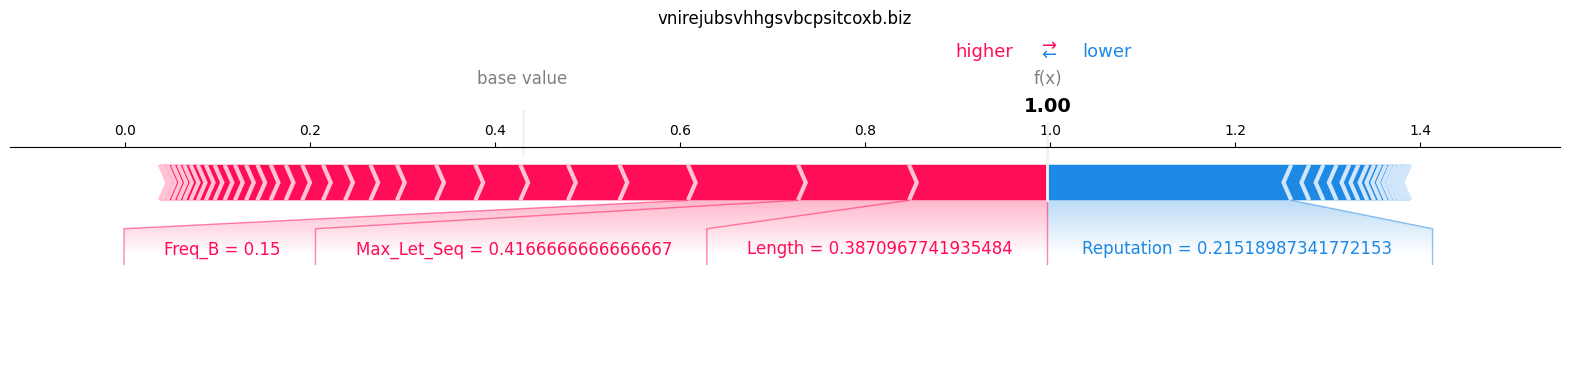 vnirejubsvhhgsvbcpsitcoxb.biz
higher → ← lower
base value f(x)
1.00
0.0 0.2 0.4 0.6 0.8 1.0 1.2 1.4
Freq_B = 0.15 Max_Let_Seq = 0.4166666666666667 Length = 0.3870967741935484 Reputation = 0.21518987341772153